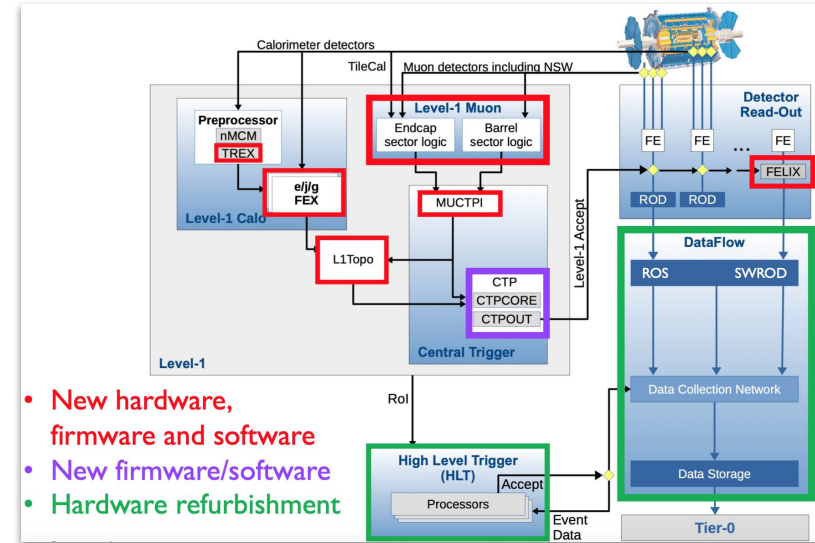 Calorimeter detectors
TileCal
Muon detectors including NSW
Detector
Read-Out
Preprocessor
nMCM
TREX
Level-1 Muon
Endcap
sector logic
Barrel
sector logic
FE
FE
...
FE
FELIX
e/j/g
FEX
Level-1 Calo
MUCTPI
ROD
ROD
Level-1 Accept
L1Topo
CTP
CTPCORE
CTPOUT
Central Trigger
Level-1
DataFlow
ROS
SWROD
Data Collection Network
Data Storage
Tier-0
RoI
High Level Trigger
(HLT)
Accept
Processors
Event
Data
• New hardware,
firmware and software
• New firmware/software
• Hardware refurbishment